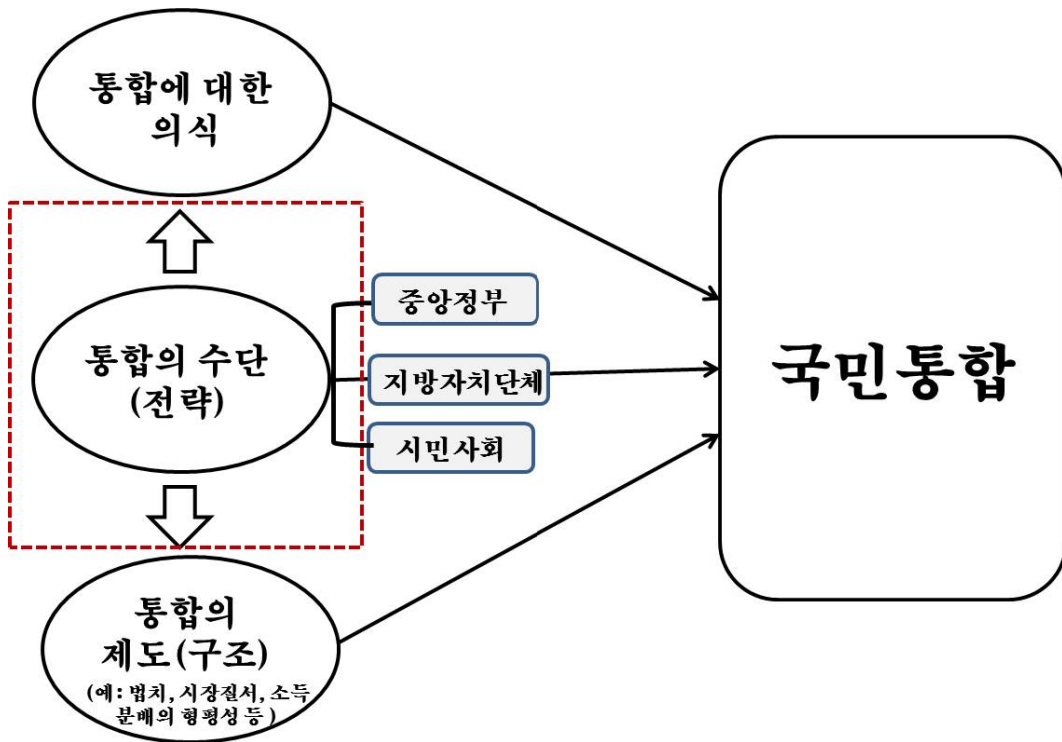 통합에 대한
의식
통합의 수단
(전략)
중앙정부
지방자치단체
시민사회
통합의
제도(구조)
(예: 법치, 시장질서, 소득
분배의 형평성 등)
국민통합